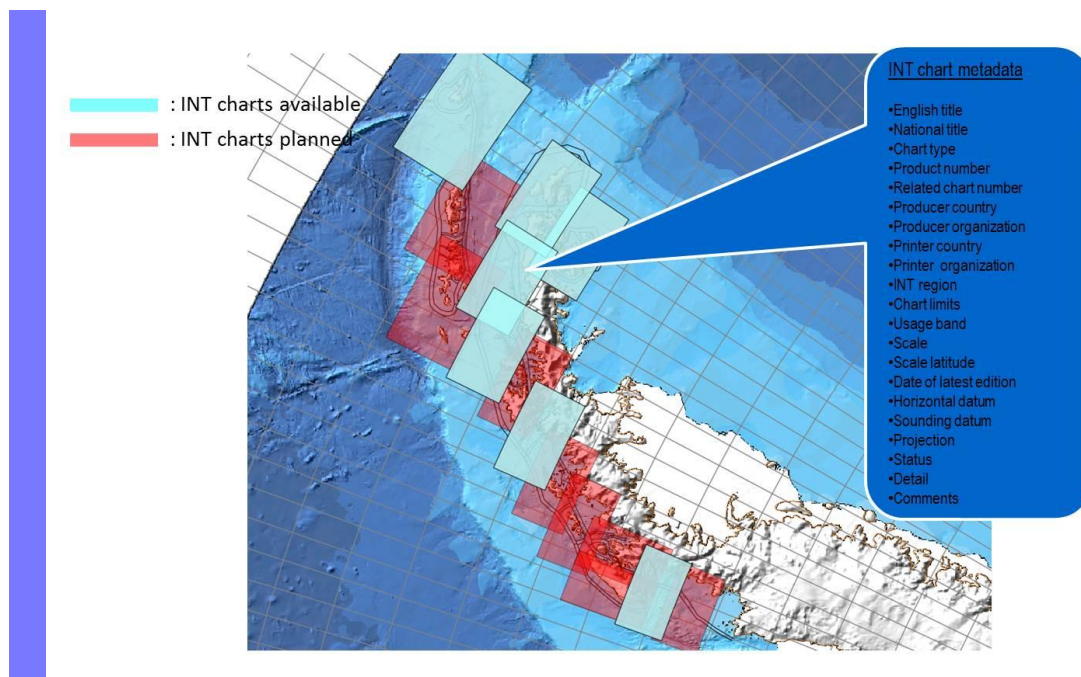 : INT charts available
: INT charts planned
INT chart metadata
•English title
•National title
•Chart type
•Product number
•Related chart number
•Producer country
•Producer organization
•Printer country
•Printer organization
•INT region
•Chart limits
•Usage band
•Scale
•Scale latitude
•Date of latest edition
•Horizontal datum
•Sounding datum
•Projection
•Status
•Detail
•Comments